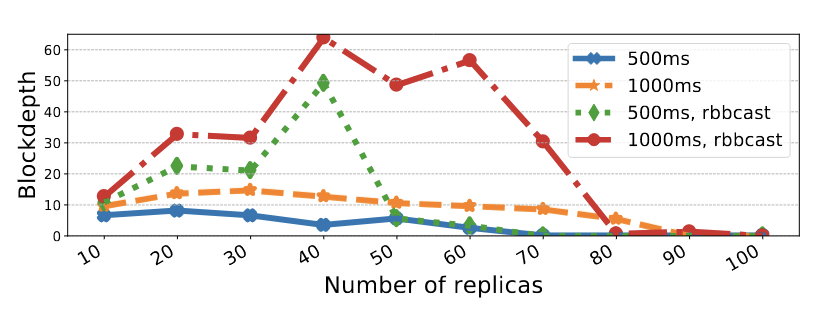 Blockdepth
60
50
40
30
20
10
0
500ms
1000ms
500ms, rbbcast
1000ms, rbbcast
10 20 30 40 50 60 70 80 90 100
Number of replicas